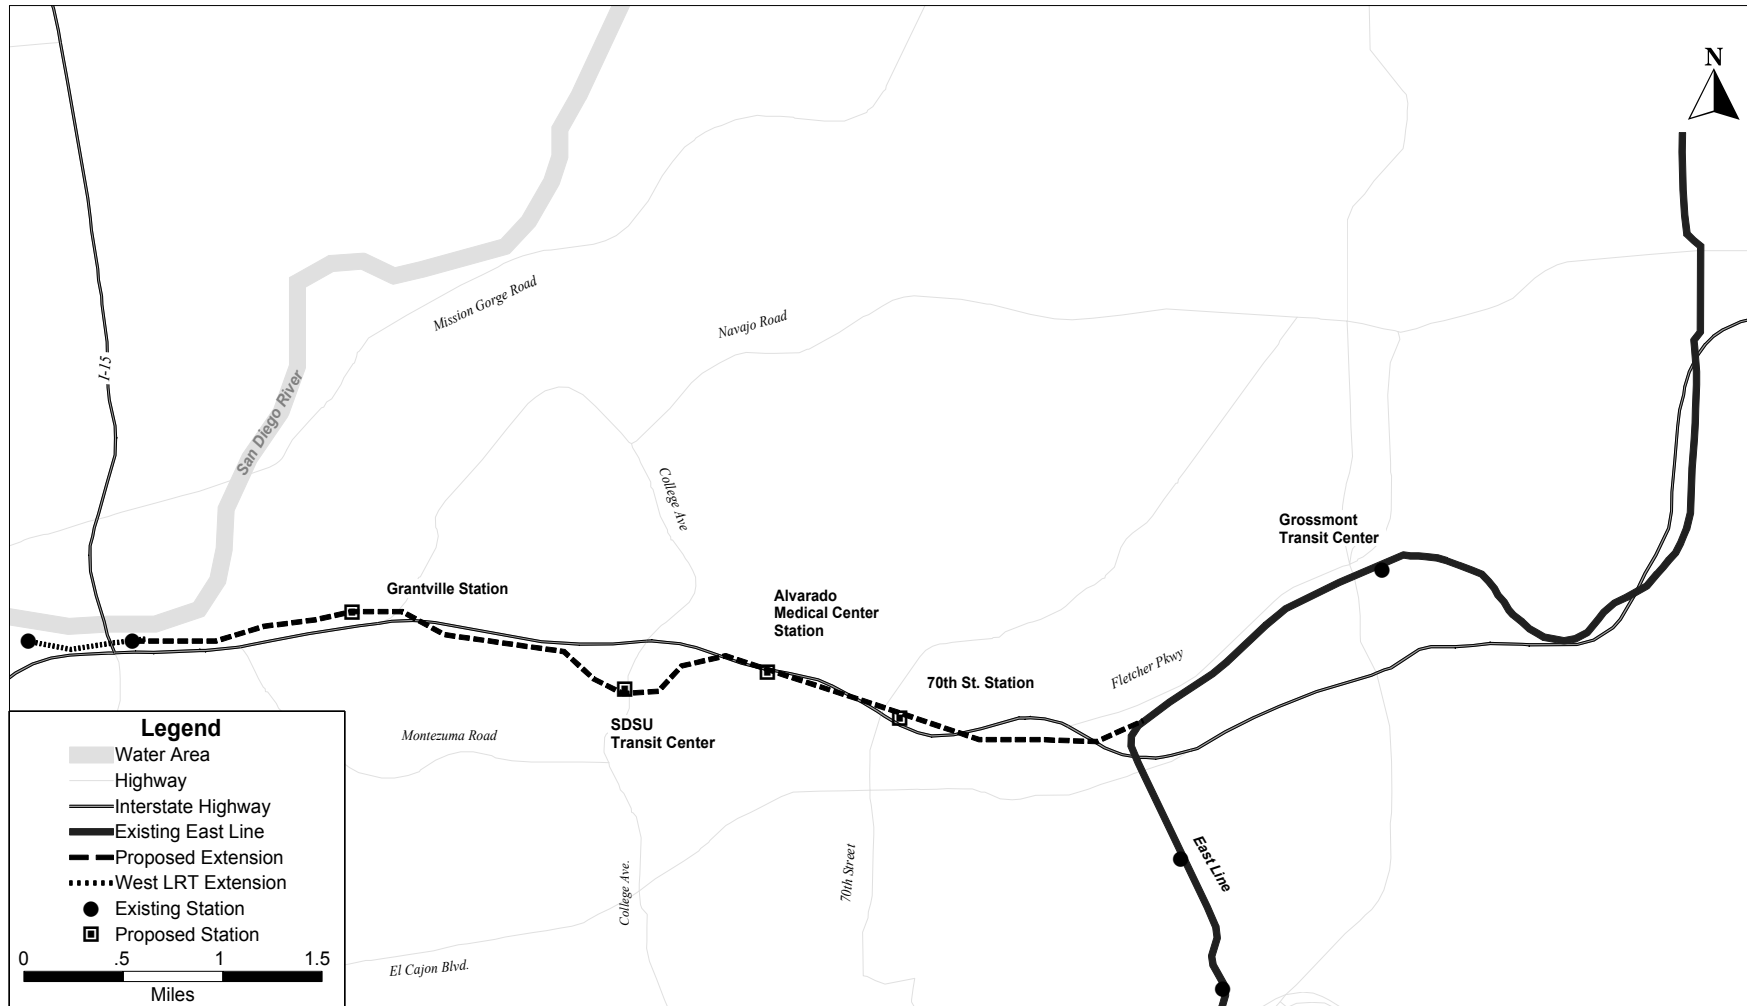 N
I-15
San Diego River
Mission Gorge Road
Navajo Road
College Ave
Grossmont
Transit Center
Grantville Station
Alvarado
Medical Center
Station
70th St. Station
Fletcher Pkwy
SDSU
Transit Center
Montezuma Road
East Line
70th Street
College Ave.
El Cajon Blvd.
Legend
Water Area
Highway
Interstate Highway
Existing East Line
Proposed Extension
West LRT Extension
Existing Station
Proposed Station
0 .5 1 1.5
Miles